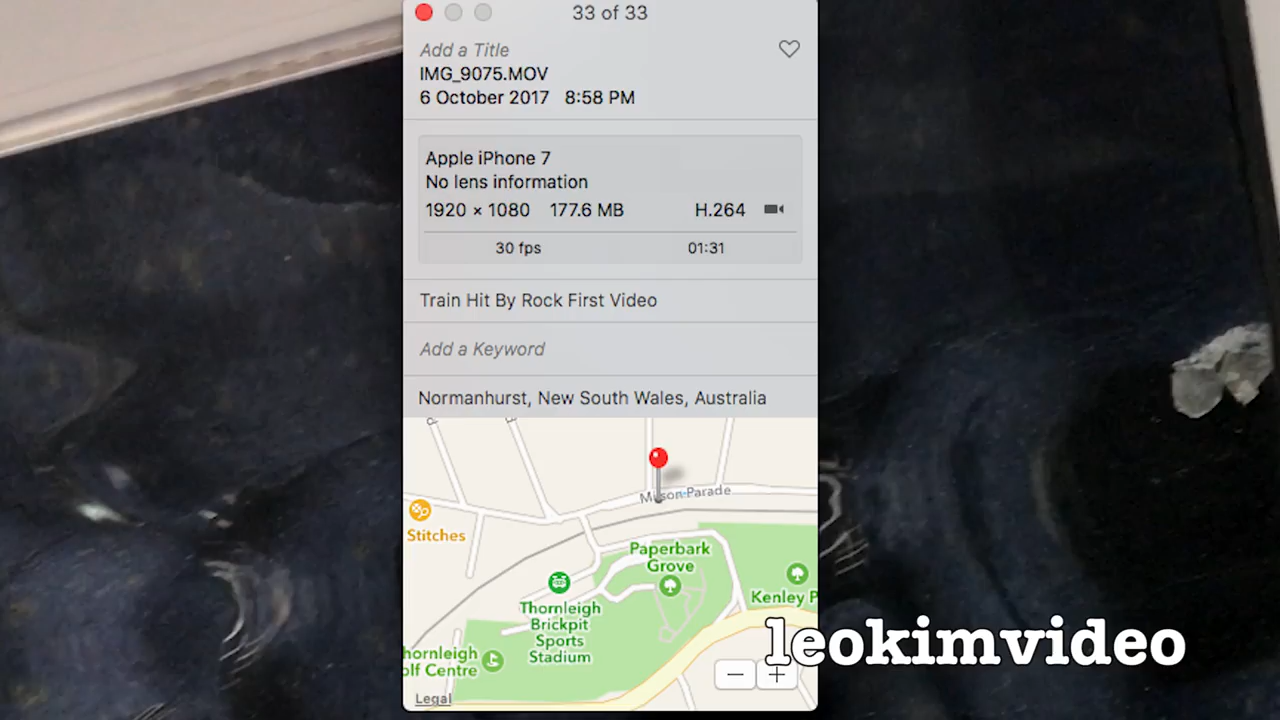 33 of 33
Add a Title
IMG_9075.MOV
6 October 2017 8:58 PM
Apple iPhone 7
No lens information
1920 × 1080 177.6 MB H.264
30 fps 01:31
Train Hit By Rock First Video
Add a Keyword
Normanhurst, New South Wales, Australia
Parade
Stitches
Paperbark
Grove
Kenley P
Thornleigh
Brickpit
Sports
Stadium
hornleigh
olf Centre
Legal
leokimvideo